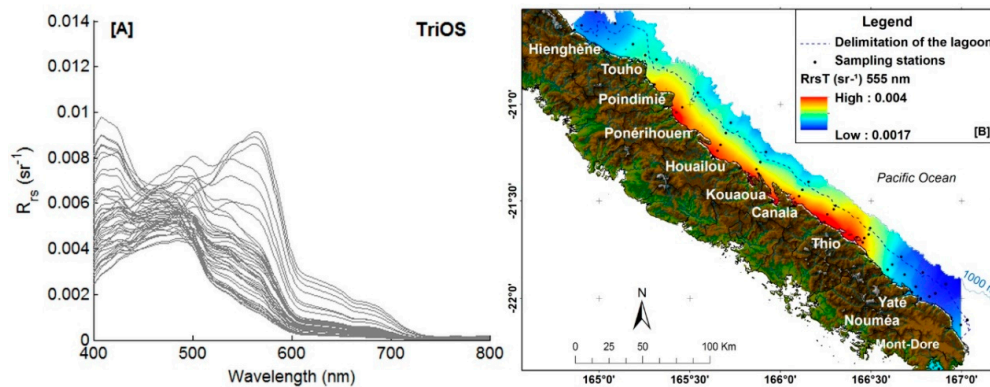 [A]
TriOS
0.014
0.012
0.01
0.008
0.006
0.004
0.002
0
Rrs (sr-1)
400
500
600
700
800
Wavelength (nm)
Legend
Delimitation of the lagoon
Sampling stations
RrsT (sr-1) 555 nm
High : 0.004
Low : 0.0017
[B]
Hienghène
Touho
Poindimié
Ponérihouen
Houaïlou
Kouaoua
Canala
Thio
Yaté
Nouméa
Mont-Dore
Pacific Ocean
N
0 25 50 100 Km
-21°0'
-21°30'
-22°0'
165°0'
165°30'
166°0'
166°30'
167°0'